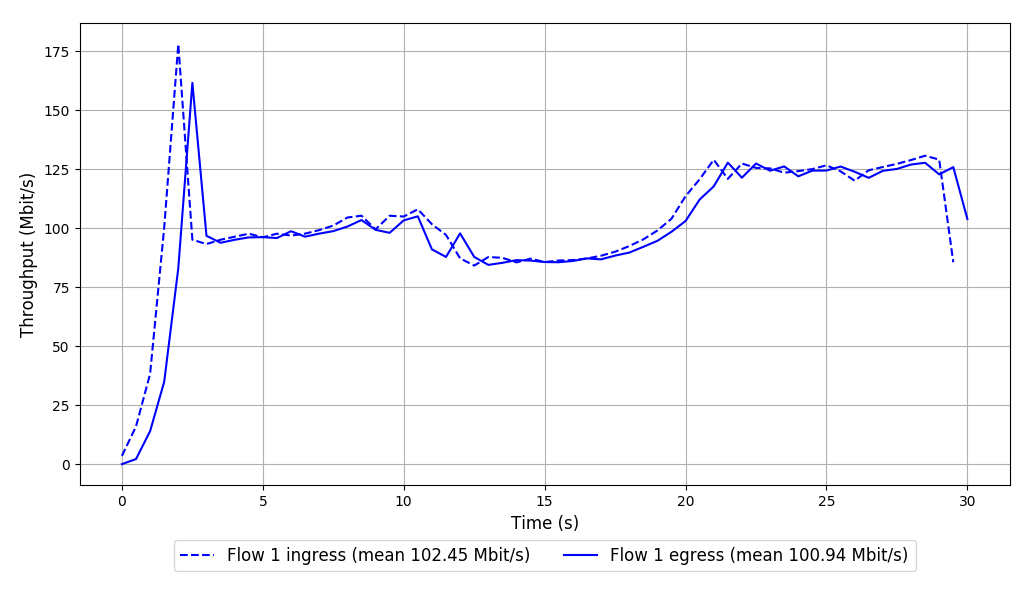 175
150
125
100
75
50
25
0
Throughput (Mbit/s)
0 5 10 15 20 25 30
Time (s)
Flow 1 ingress (mean 102.45 Mbit/s) Flow 1 egress (mean 100.94 Mbit/s)